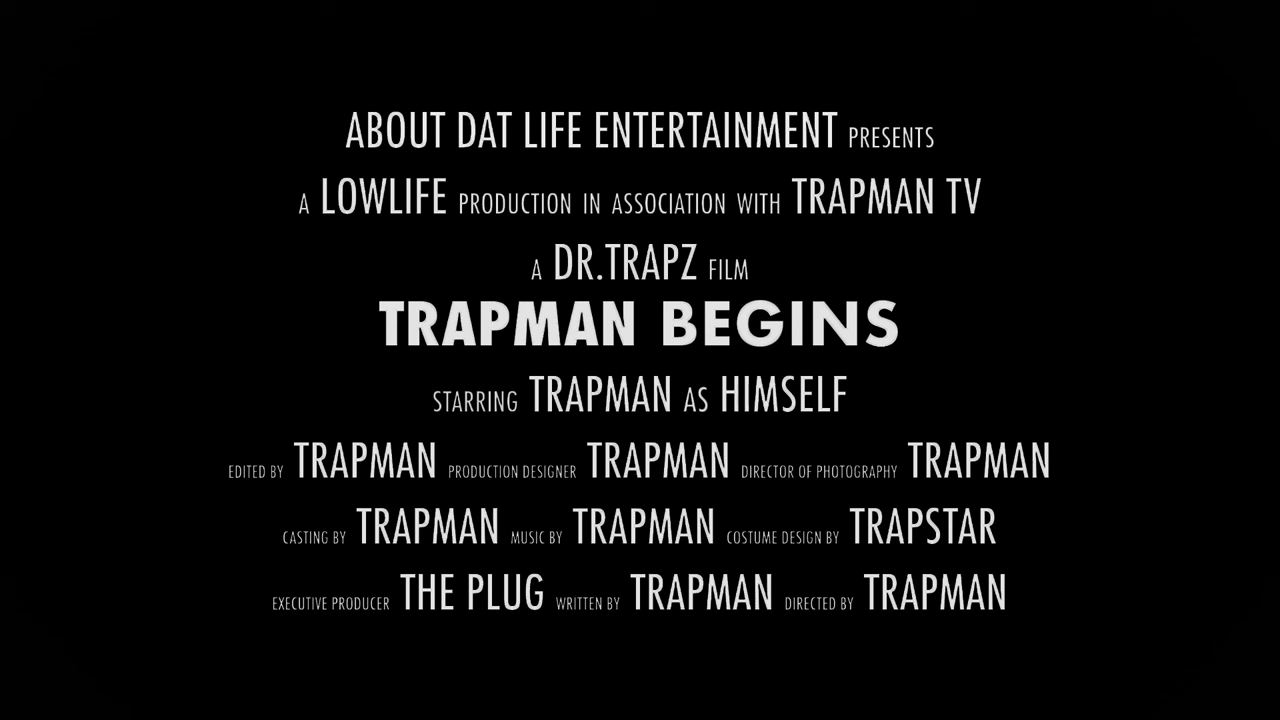 ABOUT DAT LIFE ENTERTAINMENT PRESENTS
A LOWLIFE PRODUCTION IN ASSOCIATION WITH TRAPMAN TV
A DR.TRAPZ FILM
TRAPMAN BEGINS
STARRING TRAPMAN AS HIMSELF
EDITED BY TRAPMAN PRODUCTION DESIGNER TRAPMAN DIRECTOR OF PHOTOGRAPHY TRAPMAN
CASTING BY TRAPMAN MUSIC BY TRAPMAN COSTUME DESIGN BY TRAPSTAR
EXECUTIVE PRODUCER THE PLUG WRITTEN BY TRAPMAN DIRECTED BY TRAPMAN